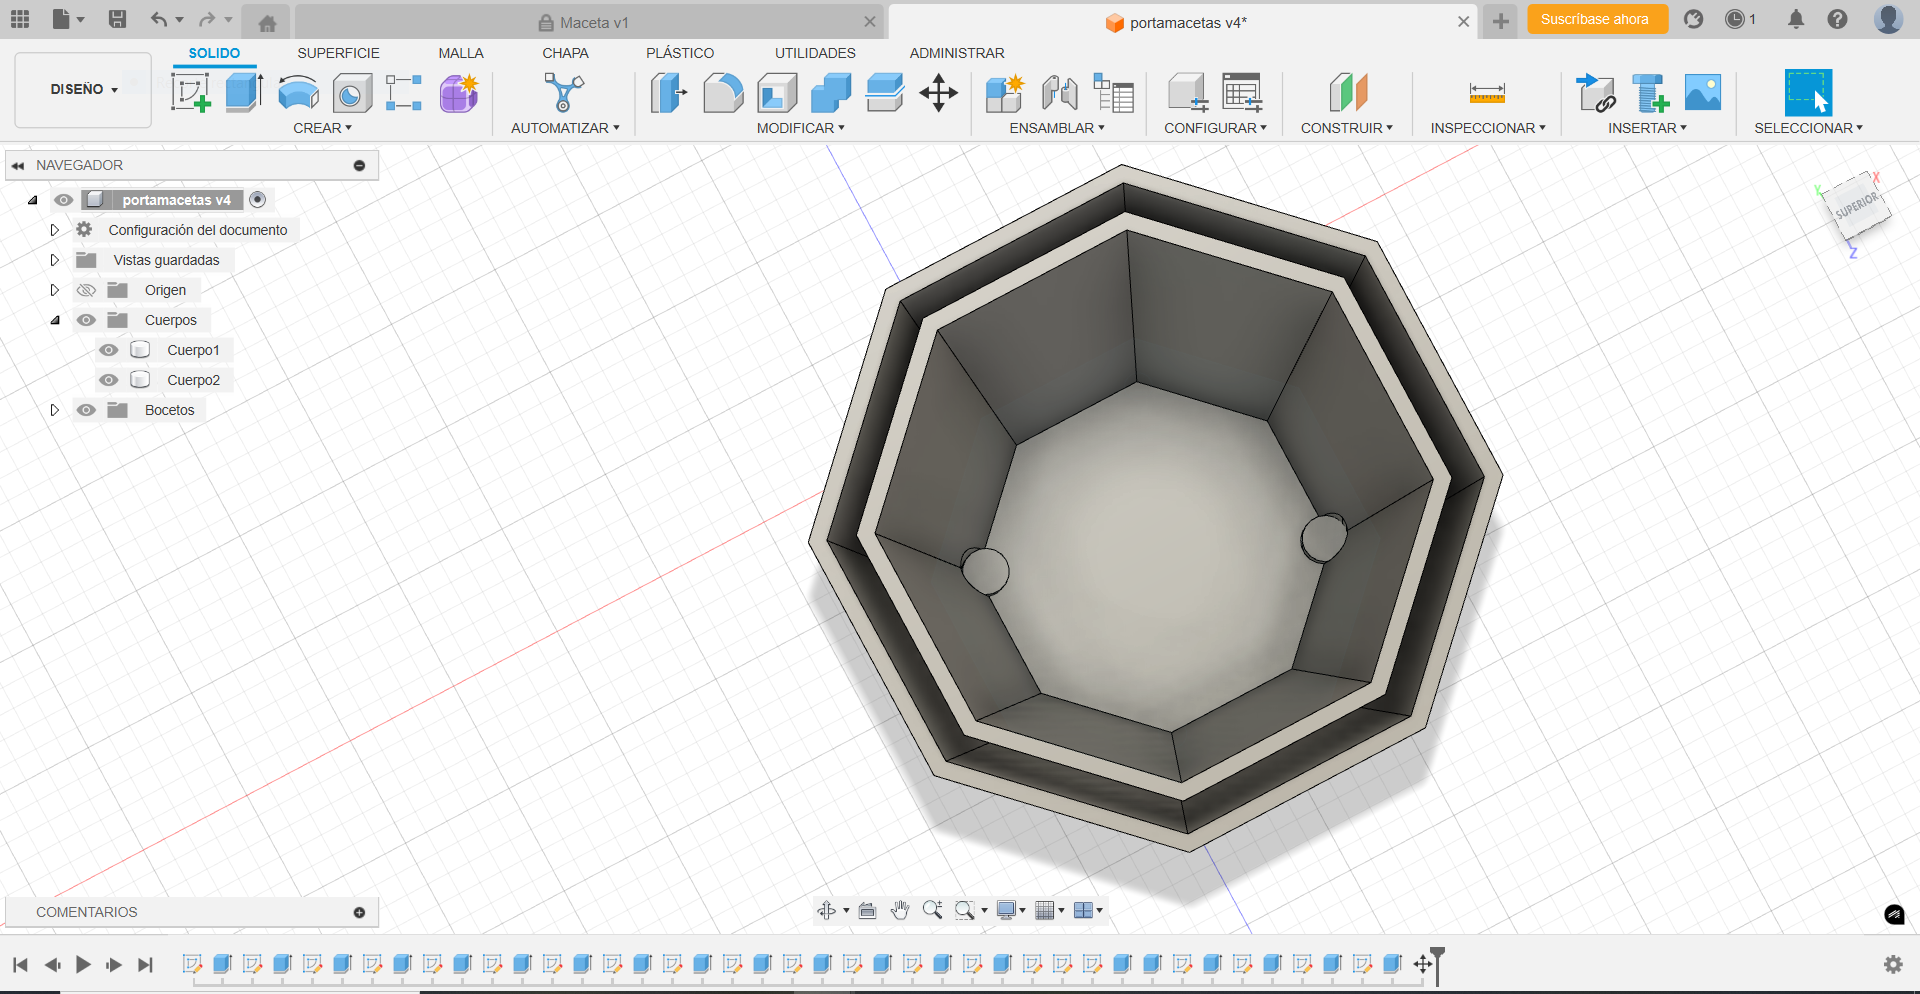 Maceta v1
portamacetas v4*
Suscríbase ahora
1
DISEÑO
SOLIDO
SUPERFICIE
MALLA
CHAPA
PLÁSTICO
UTILIDADES
ADMINISTRAR
CREAR
AUTOMATIZAR
MODIFICAR
ENSAMBLAR
CONFIGURAR
CONSTRUIR
INSPECCIONAR
INSERTAR
SELECCIONAR
NAVEGADOR
portamacetas v4
Configuración del documento
Vistas guardadas
Origen
Cuerpos
Cuerpo1
Cuerpo2
Bocetos
Y
X
SUPERIOR
Z
COMENTARIOS